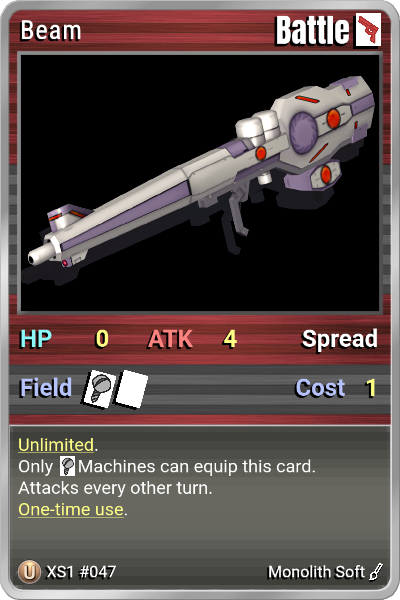 Beam
Battle
HP 0 ATK 4 Spread
Field Cost 1
Unlimited.
Only Machines can equip this card.
Attacks every other turn.
One-time use.
U XS1 #047 Monolith Soft